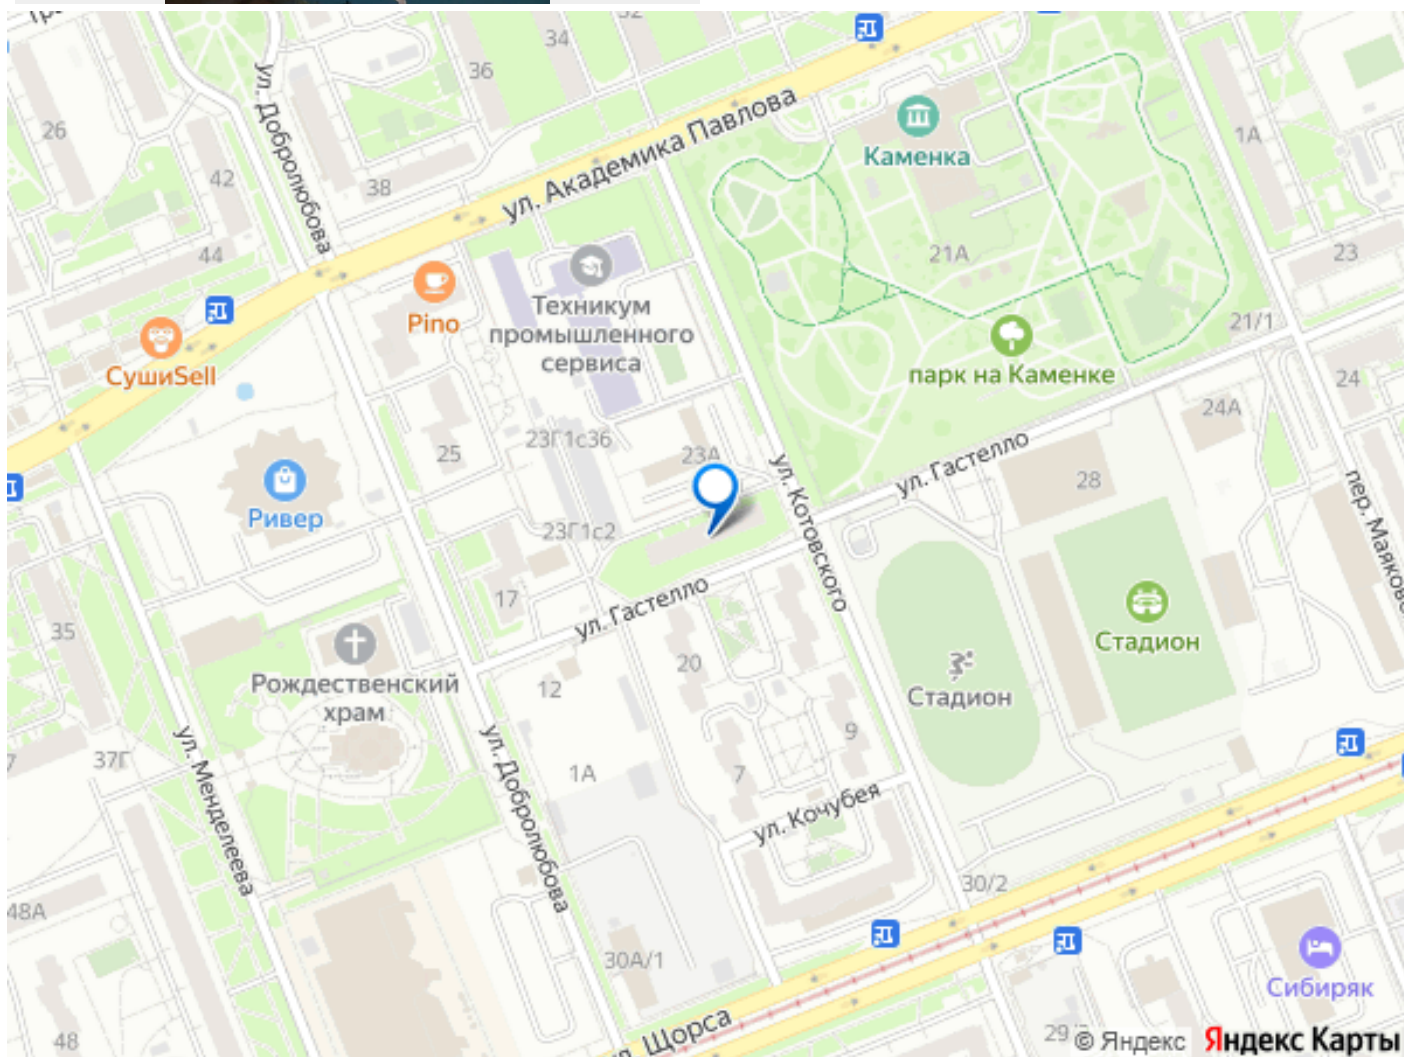 34
36
26
ул. Добролюбова
42
38
44
ул. Академика Павлова
Каменка
1А
21А
23
21/1
Техникум
промышленного
сервиса
Pino
СушиSell
парк на Каменке
24
24А
25
23Г1с36
23А
ул. Гастелло
28
ул. Котовского
пер. Маяковс
Ривер
23Г1с2
17
ул. Гастелло
35
Рождественский
храм
12
20
Стадион
Стадион
37Г
7
1А
7
9
ул. Менделеева
ул. Добролюбова
ул. Кочубея
48А
30/2
30А/1
Сибиряк
48
ул. Щорса
29
© Яндекс Яндекс Карты